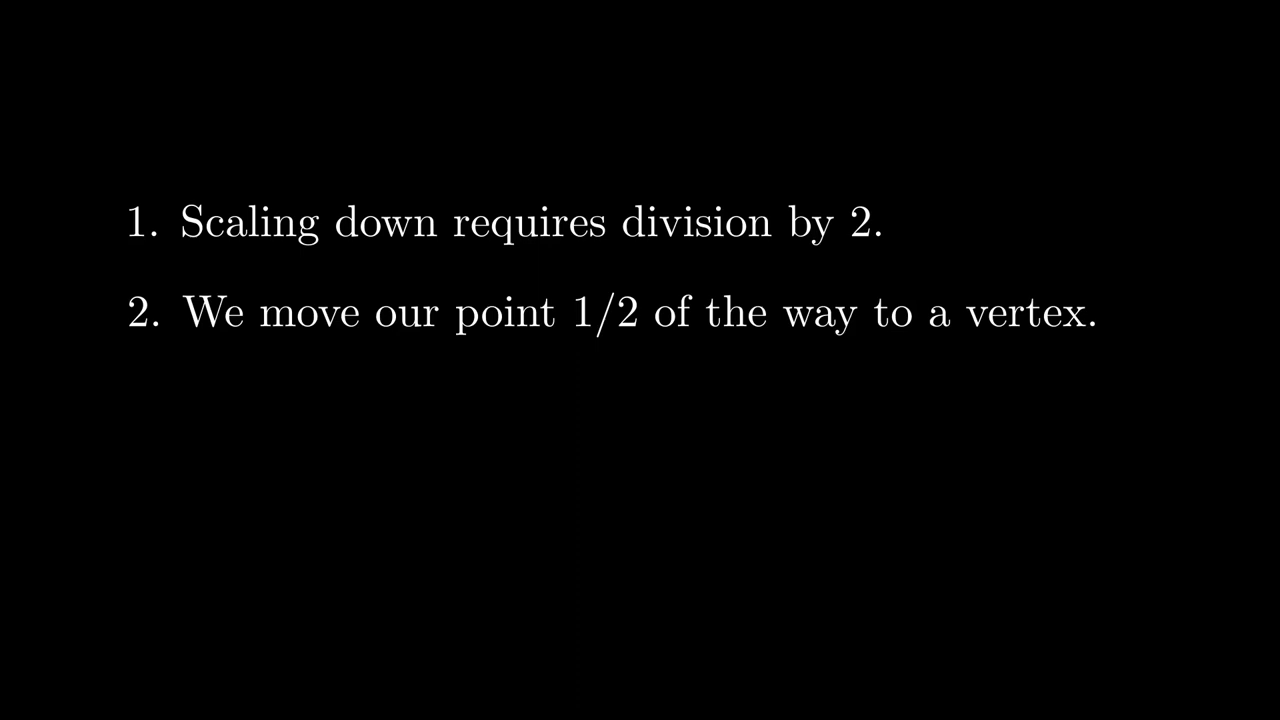 1. Scaling down requires division by 2.
2. We move our point 1/2 of the way to a vertex.